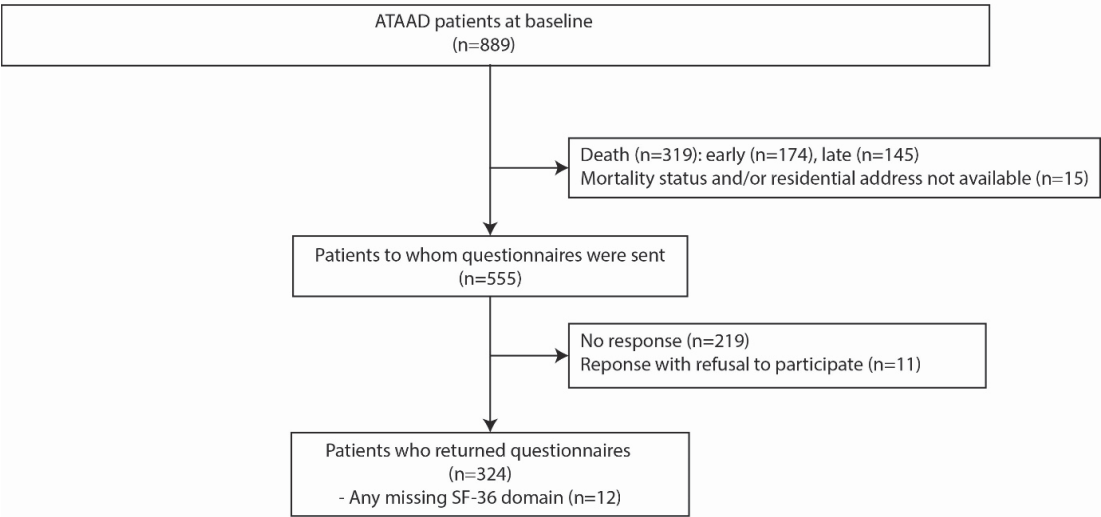 ATAAD patients at baseline
(n=889)
Death (n=319): early (n=174), late (n=145)
Mortality status and/or residential address not available (n=15)
Patients to whom questionnaires were sent
(n=555)
No response (n=219)
Reponse with refusal to participate (n=11)
Patients who returned questionnaires
(n=324)
- Any missing SF-36 domain (n=12)